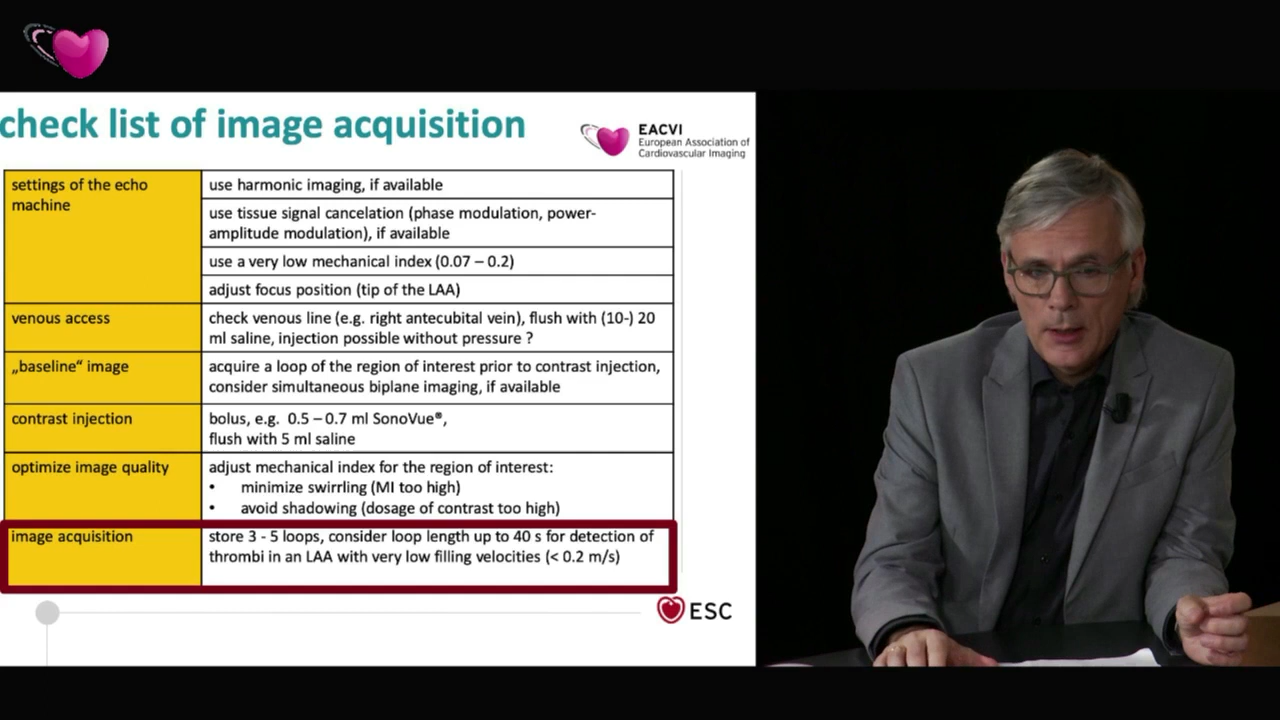 check list of image acquisition
EACVI
European Association of
Cardiovascular Imaging
settings of the echo
machine
use harmonic imaging, if available
use tissue signal cancelation (phase modulation, power-
amplitude modulation), if available
use a very low mechanical index (0.07 – 0.2)
adjust focus position (tip of the LAA)
venous access
check venous line (e.g. right antecubital vein), flush with (10-) 20
ml saline, injection possible without pressure ?
„baseline“ image
acquire a loop of the region of interest prior to contrast injection,
consider simultaneous biplane imaging, if available
contrast injection
bolus, e.g. 0.5 – 0.7 ml SonoVue®,
flush with 5 ml saline
optimize image quality
adjust mechanical index for the region of interest:
• minimize swirrling (MI too high)
• avoid shadowing (dosage of contrast too high)
image acquisition
store 3 - 5 loops, consider loop length up to 40 s for detection of
thrombi in an LAA with very low filling velocities (< 0.2 m/s)
ESC